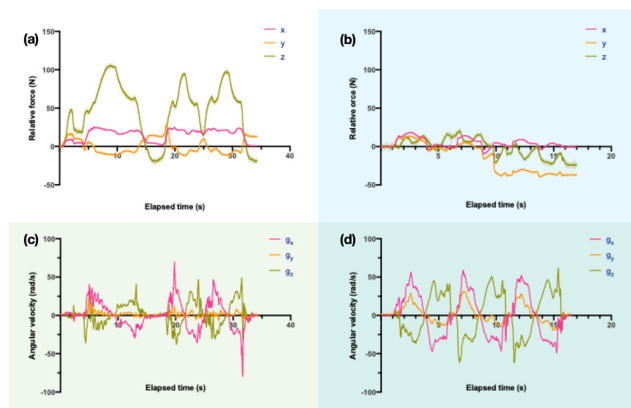 (a)
x
y
z
150
100
50
0
-50
10
20
30
40
Relative force (N)
Elapsed time (s)
(b)
x
y
z
150
100
50
0
-50
5
10
15
20
Relative orce (N)
Elapsed time (s)
(c)
gx
gy
gz
100
50
0
-50
-100
10
20
30
40
Angular velocity (rad/s)
Elapsed time (s)
(d)
gx
gy
gz
100
50
0
-50
-100
5
10
15
20
Angular velocity (rad/s)
Elapsed time (s)